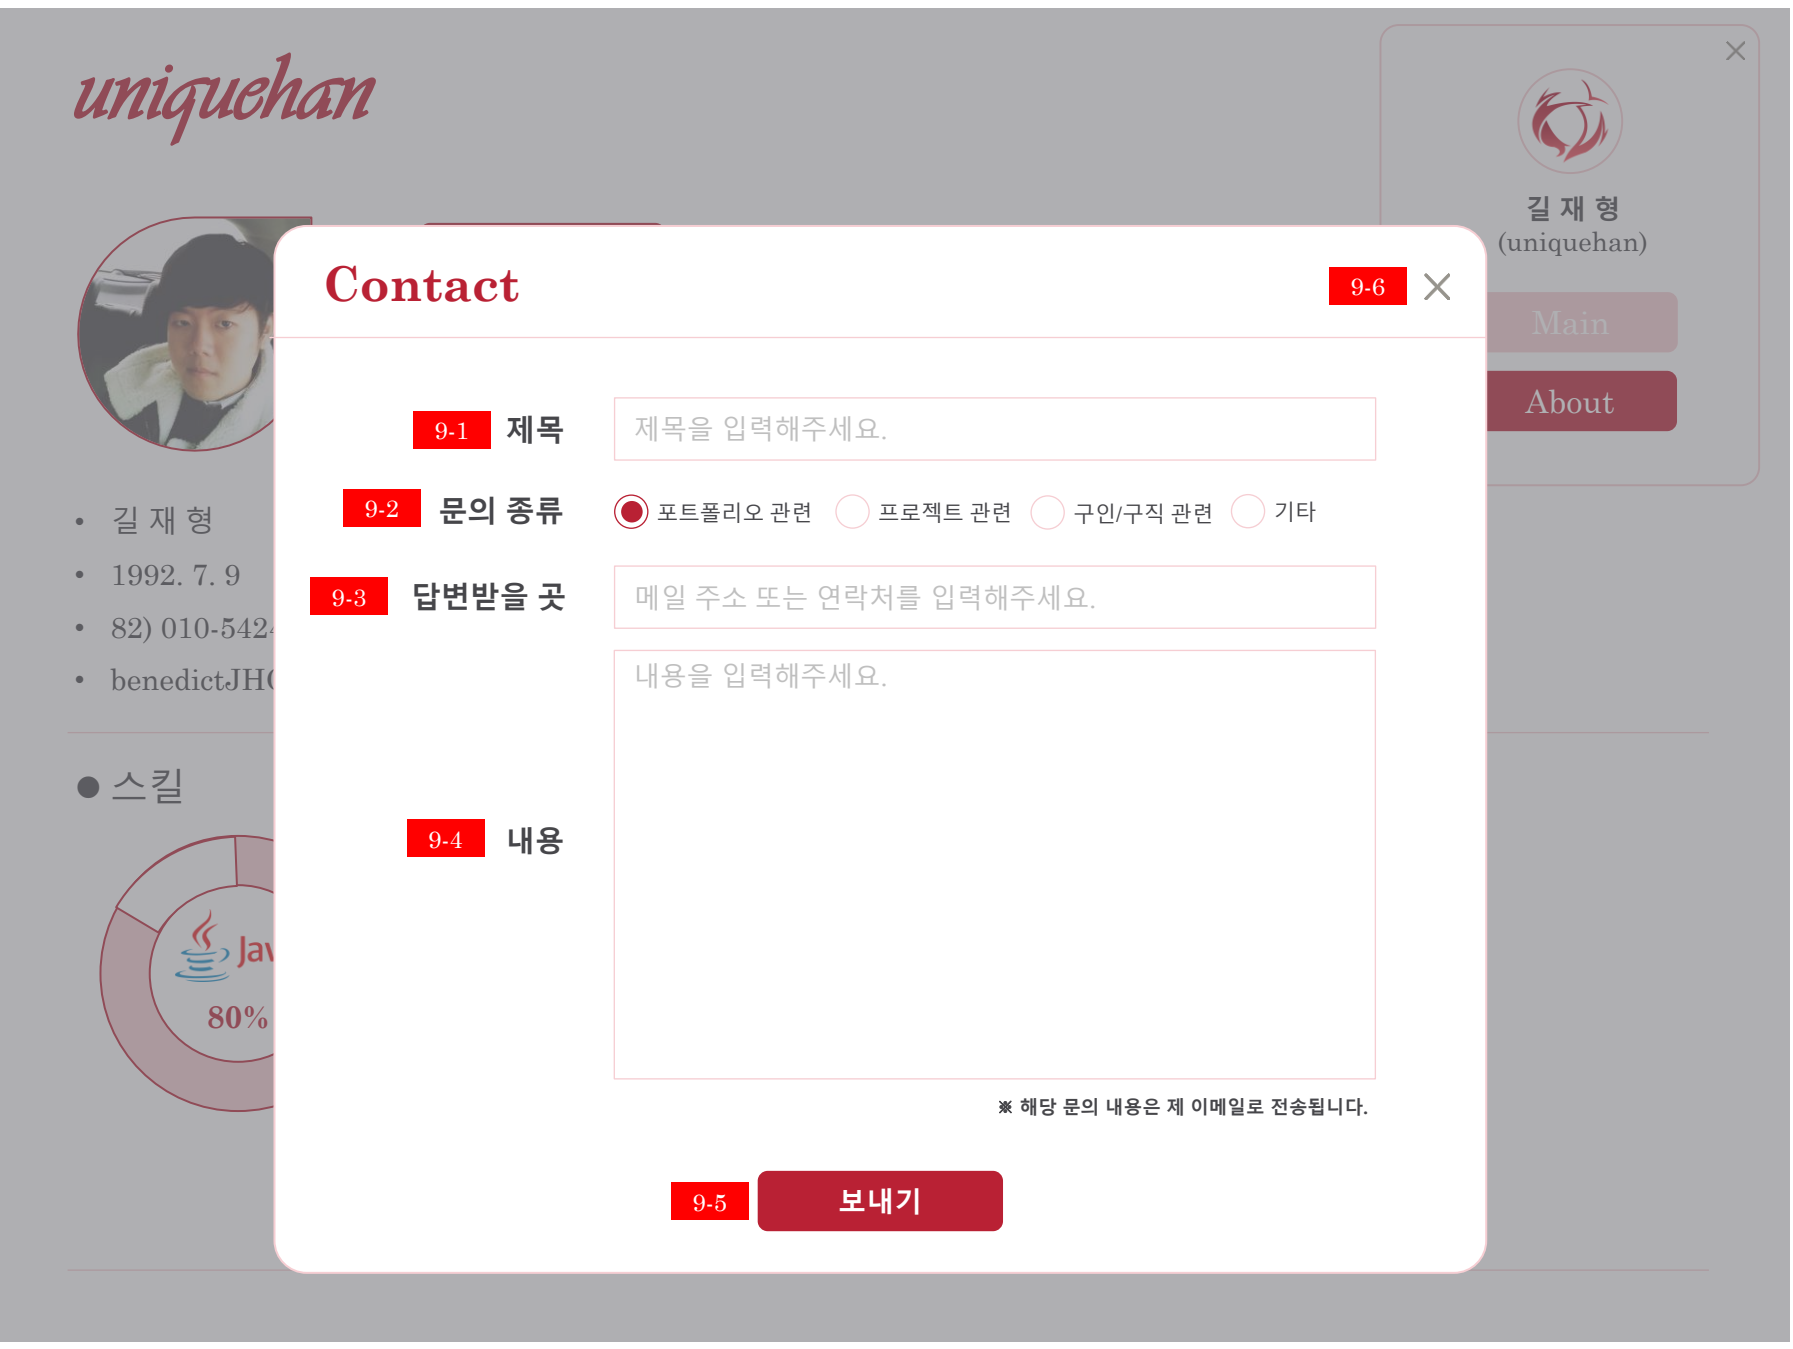 uniquehan
길 재 형
(uniquehan)
Main
About
Contact
9-6
9-1 제목
제목을 입력해주세요.
9-2 문의 종류
포트폴리오 관련 프로젝트 관련 구인/구직 관련 기타
9-3 답변받을 곳
메일 주소 또는 연락처를 입력해주세요.
9-4 내용
내용을 입력해주세요.
※ 해당 문의 내용은 제 이메일로 전송됩니다.
9-5 보내기
• 길 재 형
• 1992. 7. 9
• 82) 010-542
• benedictJH
● 스킬
80%